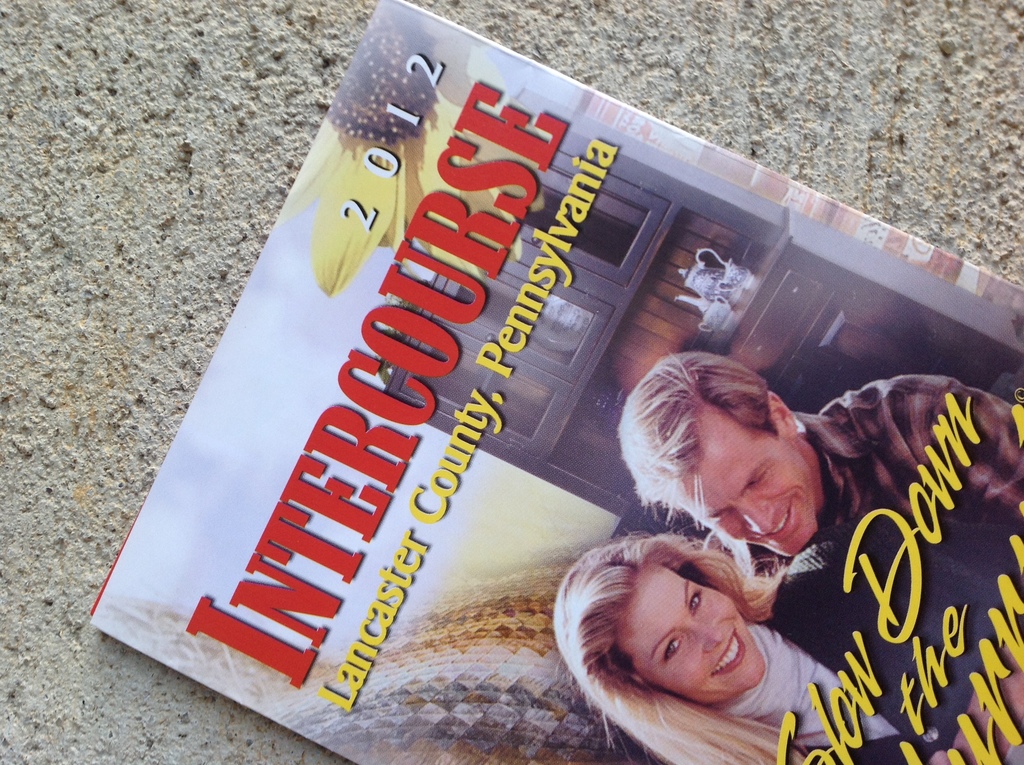 2012
INTERCOURSE
Lancaster County, Pennsylvania
Slow Down
the
©